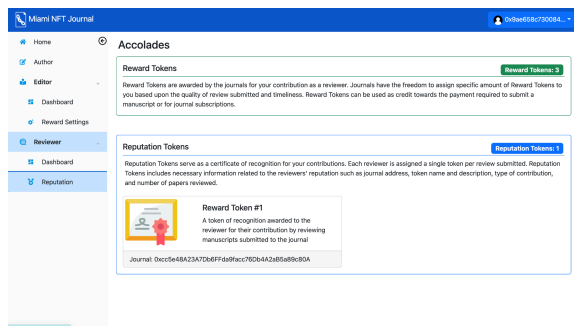 Miami NFT Journal
0x9ae658c730084...
Home
Author
Editor
Dashboard
Reward Settings
Reviewer
Dashboard
Reputation
Accolades
Reward Tokens
Reward Tokens: 3
Reward Tokens are awarded by the journals for your contribution as a reviewer. Journals have the freedom to assign specific amount of Reward Tokens to
you based upon the quality of review submitted and timeliness. Reward Tokens can be used as credit towards the payment required to submit a
manuscript or for journal subscriptions.
Reputation Tokens
Reputation Tokens: 1
Reputation Tokens serve as a certificate of recognition for your contributions. Each reviewer is assigned a single token per review submitted. Reputation
Tokens includes necessary information related to the reviewers' reputation such as journal address, token name and description, type of contribution,
and number of papers reviewed.
Reward Token #1
A token of recognition awarded to the
reviewer for their contribution by reviewing
manuscripts submitted to the journal
Journal: 0xcc5e48A23A7Db6FFda9facc76Db4A2aB5a89c80A